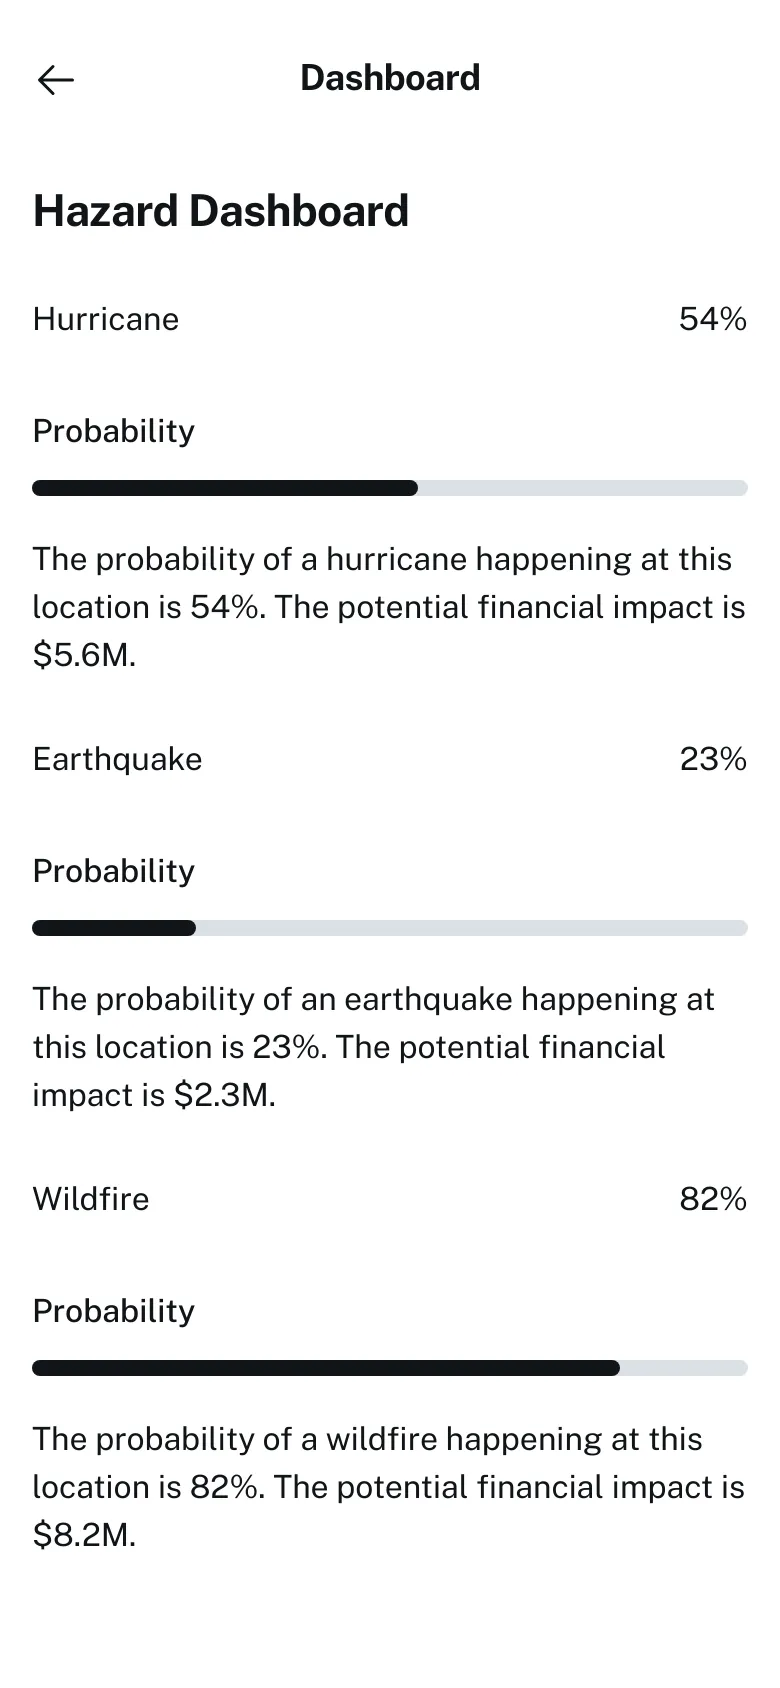 Dashboard
Hazard Dashboard
Hurricane 54%
Probability
The probability of a hurricane happening at this
location is 54%. The potential financial impact is
$5.6M.
Earthquake 23%
Probability
The probability of an earthquake happening at
this location is 23%. The potential financial
impact is $2.3M.
Wildfire 82%
Probability
The probability of a wildfire happening at this
location is 82%. The potential financial impact is
$8.2M.